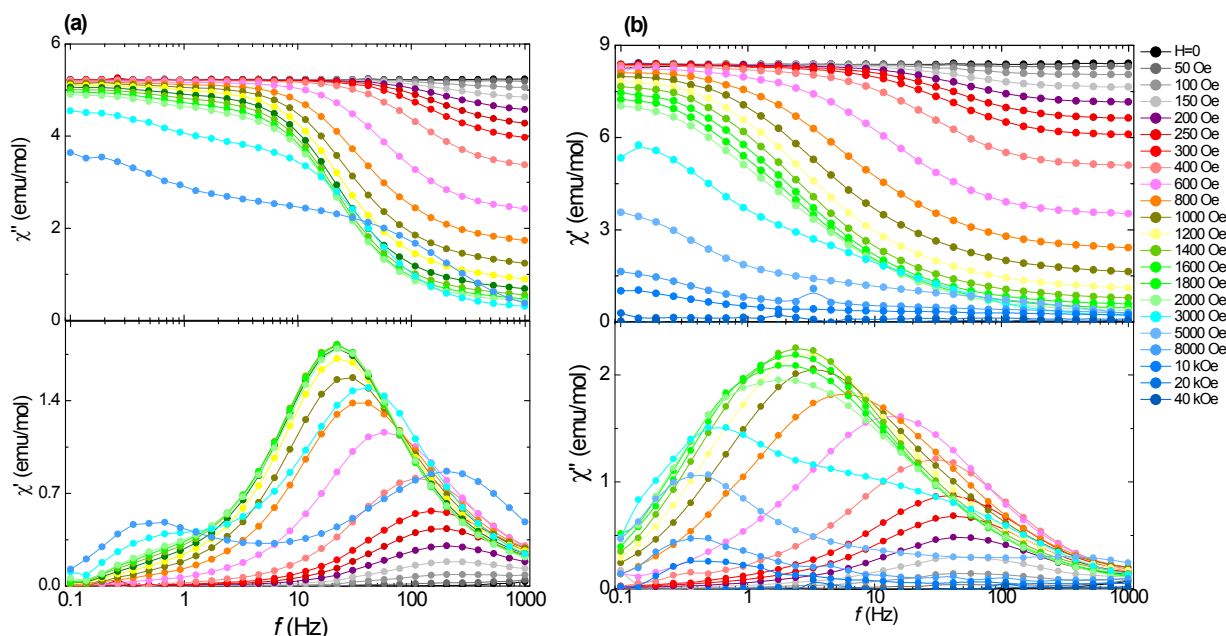 (a)
(b)
6
4
2
0
χ" (emu/mol)
1.4
0.7
0.0
χ' (emu/mol)
0.1
1
10
100
1000
f (Hz)
9
6
3
0
χ' (emu/mol)
2
1
0
χ" (emu/mol)
0.1
1
10
100
1000
f (Hz)
H=0
50 Oe
100 Oe
150 Oe
200 Oe
250 Oe
300 Oe
400 Oe
600 Oe
800 Oe
1000 Oe
1200 Oe
1400 Oe
1600 Oe
1800 Oe
2000 Oe
3000 Oe
5000 Oe
8000 Oe
10 kOe
20 kOe
40 kOe